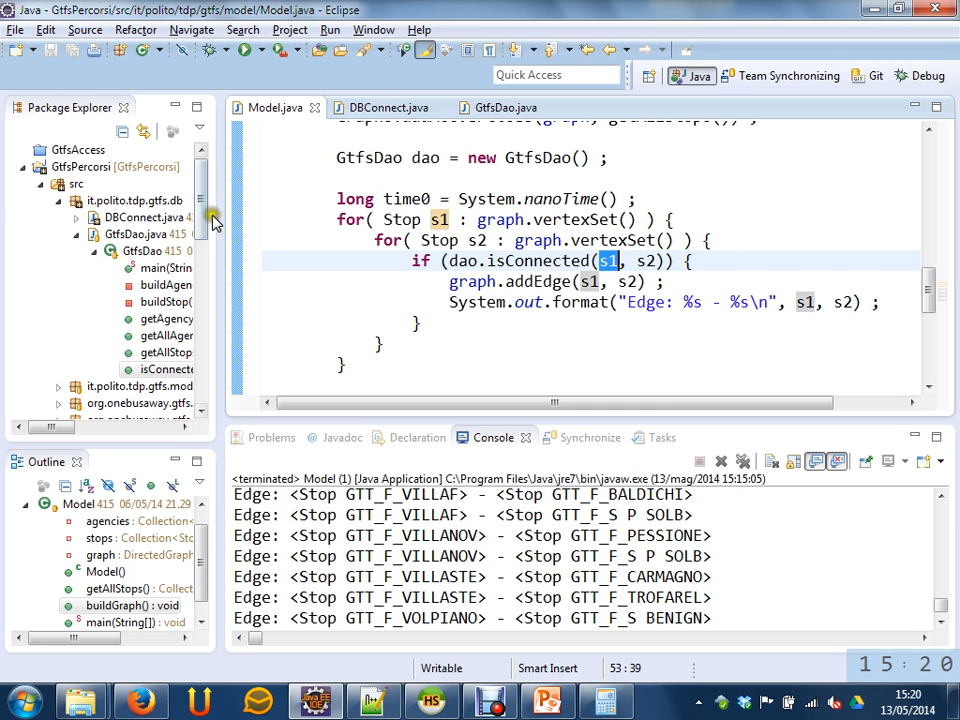 Java - GtfsPercorsi/src/it/polito/tdp/gtfs/model/Model.java - Eclipse
File Edit Source Refactor Navigate Search Project Run Window Help
Quick Access
Java
Team Synchronizing
Git
Debug
Package Explorer
GtfsAccess
GtfsPercorsi [GtfsPercorsi]
src
it.polito.tdp.gtfs.db
DBConnect.java 4
GtfsDao.java 415
GtfsDao 415
main(Strin
buildAgen
buildStop(
getAgency
getAllAger
getAllStop
isConnecte
it.polito.tdp.gtfs.mod
org.onebusaway.gtfs
Outline
Model 415 06/05/14 21.29
agencies : Collection<
stops : Collection<Sto
graph : DirectedGraph
Model()
getAllStops() : Collect
buildGraph() : void
main(String[]) : void
Model.java
DBConnect.java
GtfsDao.java
GtfsDao dao = new GtfsDao() ;
long time0 = System.nanoTime() ;
for( Stop s1 : graph.vertexSet() ) {
for( Stop s2 : graph.vertexSet() ) {
if (dao.isConnected(s1, s2)) {
graph.addEdge(s1, s2) ;
System.out.format("Edge: %s - %s\n", s1, s2) ;
}
}
}
Problems
Javadoc
Declaration
Console
Synchronize
Tasks
<terminated> Model (1) [Java Application] C:\Program Files\Java\jre7\bin\javaw.exe (13/mag/2014 15:15:05)
Edge: <Stop GTT_F_VILLAF> - <Stop GTT_F_BALDICHI>
Edge: <Stop GTT_F_VILLAF> - <Stop GTT_F_S P SOLB>
Edge: <Stop GTT_F_VILLANOV> - <Stop GTT_F_PESSIONE>
Edge: <Stop GTT_F_VILLANOV> - <Stop GTT_F_S P SOLB>
Edge: <Stop GTT_F_VILLASTE> - <Stop GTT_F_CARMAGNO>
Edge: <Stop GTT_F_VILLASTE> - <Stop GTT_F_TROFAREL>
Edge: <Stop GTT_F_VOLPIANO> - <Stop GTT_F_S BENIGN>
Writable
Smart Insert
53 : 39
15:20
15:20
13/05/2014